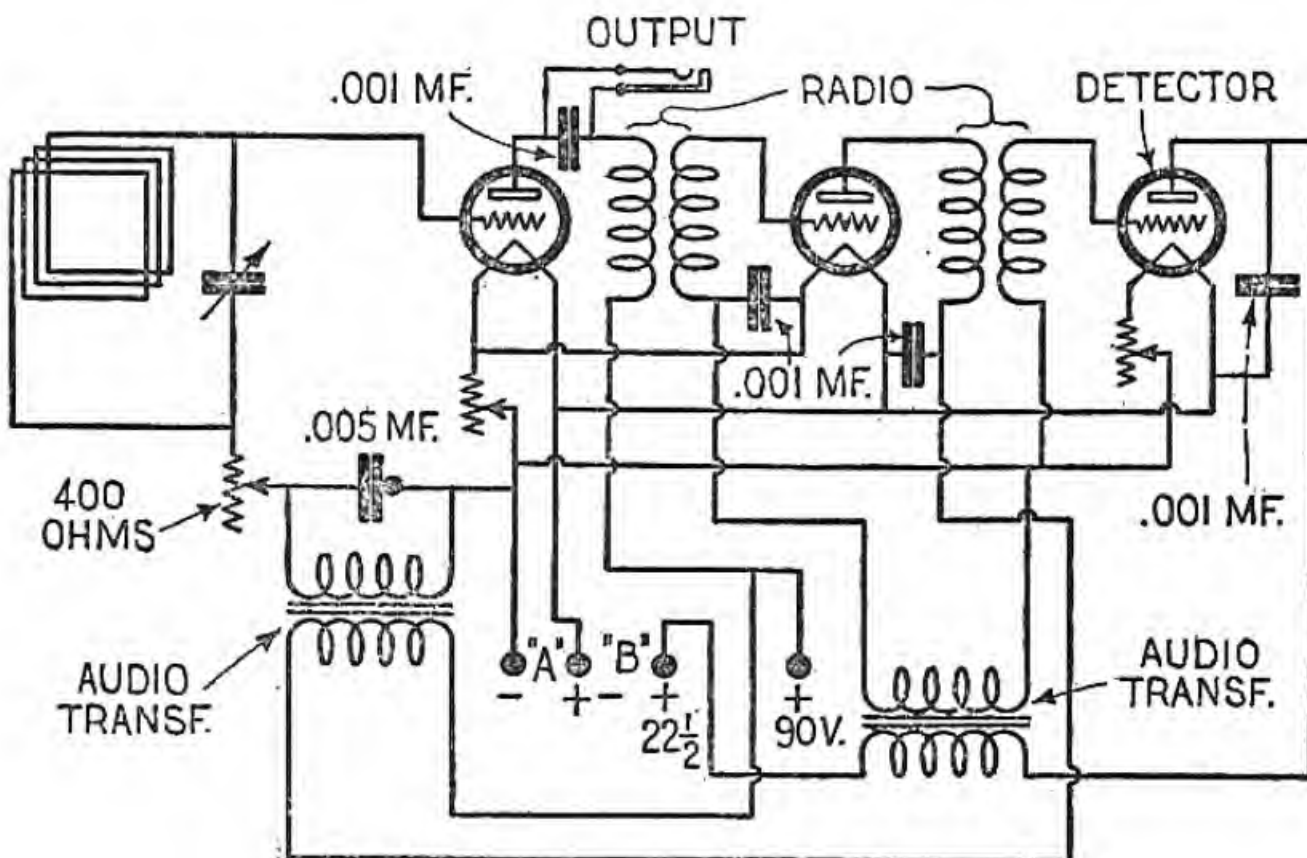 OUTPUT
.001 MF.
RADIO
DETECTOR
.001 MF.
.005 MF.
400
OHMS
.001 MF.
"A"
"B"
- + - + +
22½
90V.
AUDIO
TRANSF.
AUDIO
TRANSF.